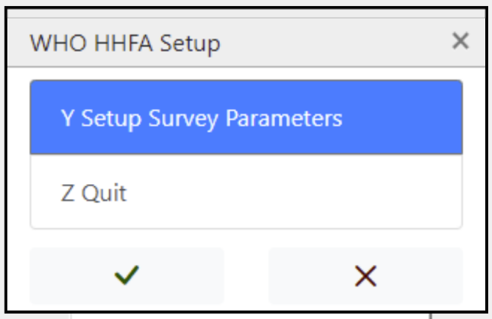 WHO HHFA Setup
Y Setup Survey Parameters
Z Quit